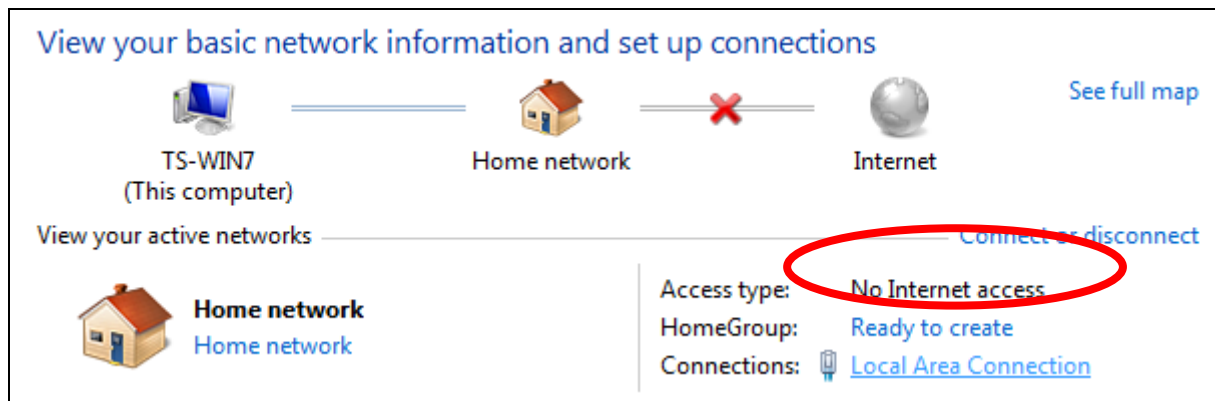 View your basic network information and set up connections
See full map
TS-WIN7
(This computer)
Home network
Internet
View your active networks
Connect or disconnect
Home network
Home network
Access type: No Internet access
HomeGroup: Ready to create
Connections: Local Area Connection